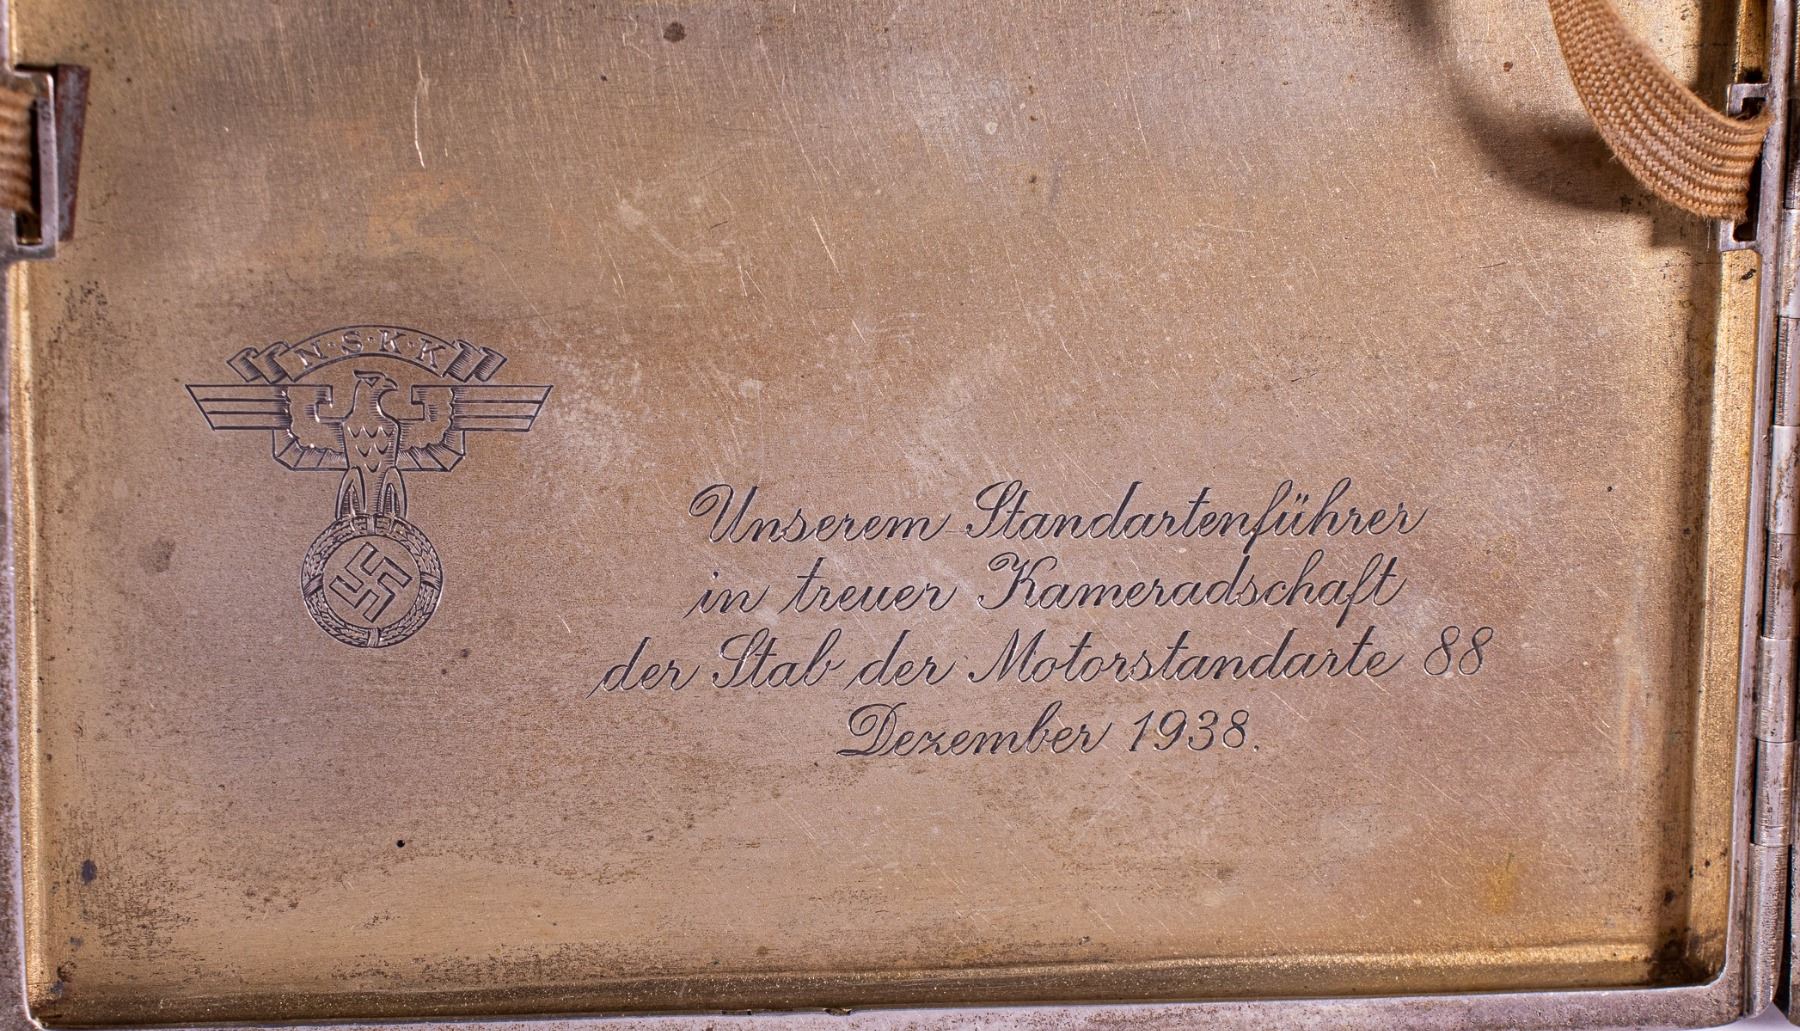 N·S·K·K
Unserem Standartenführer
in treuer Kameradschaft
der Stab der Motorstandarte 88
Dezember 1938.